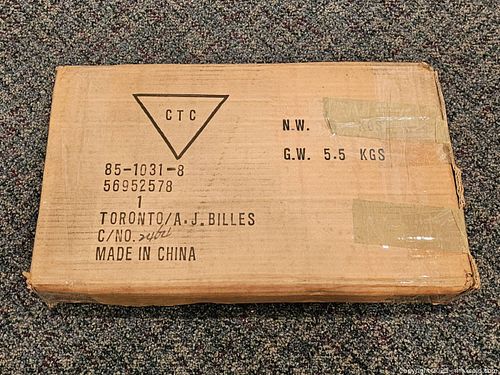 CTC
N.W.
G.W. 5.5 KGS
85-1031-8
56952578
1
TORONTO/A.J.BILLES
C/NO.
MADE IN CHINA